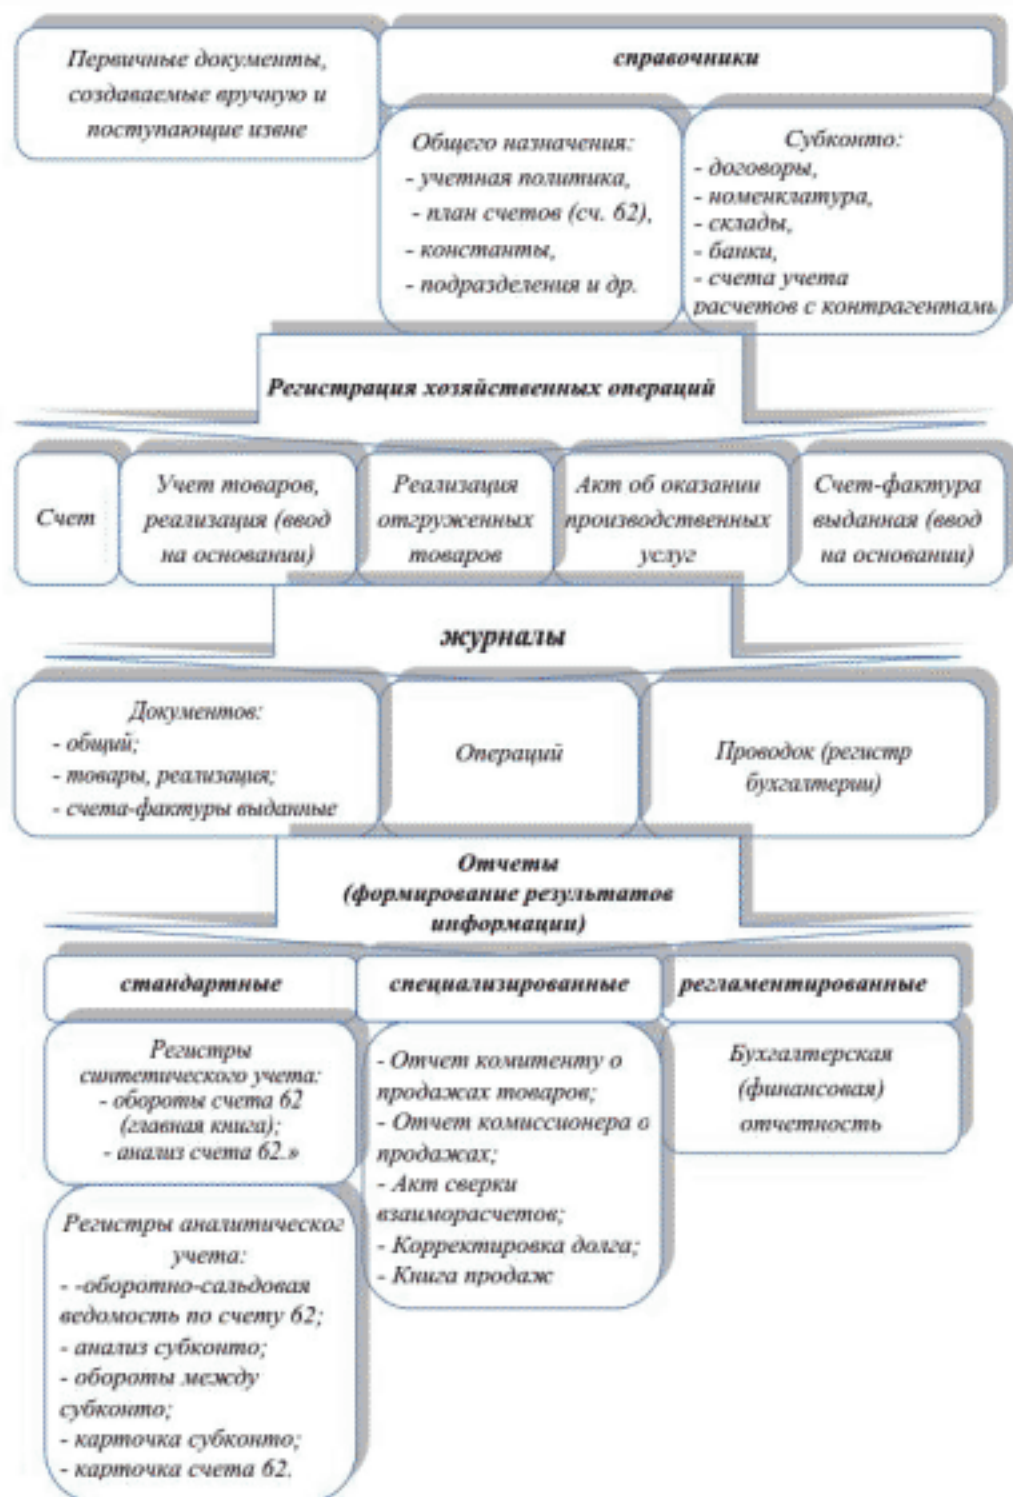 Первичные документы,
создаваемые вручную и
поступающие извне
справочники
Общего назначения:
- учетная политика,
- план счетов (сч. 62),
- константы,
- подразделения и др.
Субконто:
- договоры,
- номенклатура,
- склады,
- банки,
- счета учета
расчетов с контрагентамь
Регистрация хозяйственных операций
Счет
Учет товаров,
реализация (ввод
на основании)
Реализация
отгруженных
товаров
Акт об оказании
производственных
услуг
Счет-фактура
выданная (ввод
на основании)
журналы
Документов:
- общий;
- товары, реализация;
- счета-фактуры выданные
Операций
Проводок (регистр
бухгалтерии)
Отчеты
(формирование результатов
информации)
стандартные
специализированные
регламентированные
Регистры
синтетического учета:
- обороты счета 62
(главная книга);
- анализ счета 62.»
Регистры аналитическог
учета:
- -оборотно-сальдовая
ведомость по счету 62;
- анализ субконто;
- обороты между
субконто;
- карточка субконто;
- карточка счета 62.
- Отчет комитенту о
продажах товаров;
- Отчет комиссионера о
продажах;
- Акт сверки
взаиморасчетов;
- Корректировка долга;
- Книга продаж
Бухгалтерская
(финансовая)
отчетность